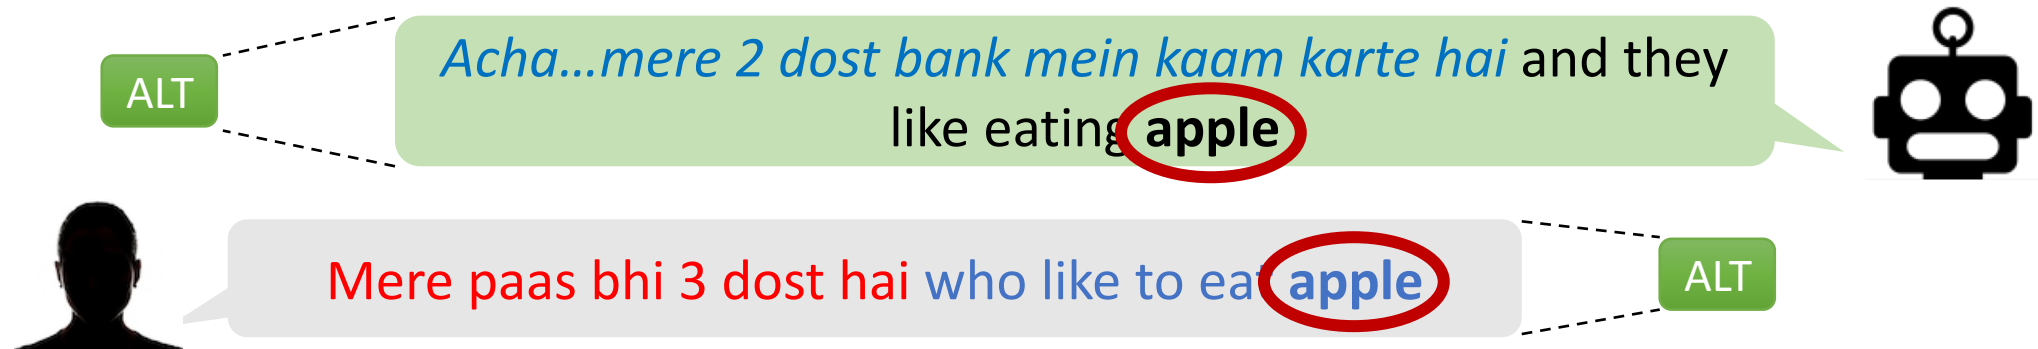 ALT
Acha...mere 2 dost bank mein kaam karte hai and they
like eating apple
Mere paas bhi 3 dost hai who like to eat apple
ALT